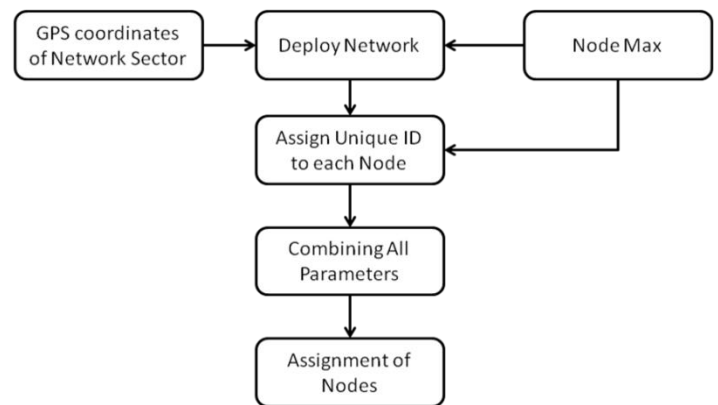 GPS coordinates
of Network Sector
Deploy Network
Node Max
Assign Unique ID
to each Node
Combining All
Parameters
Assignment of
Nodes